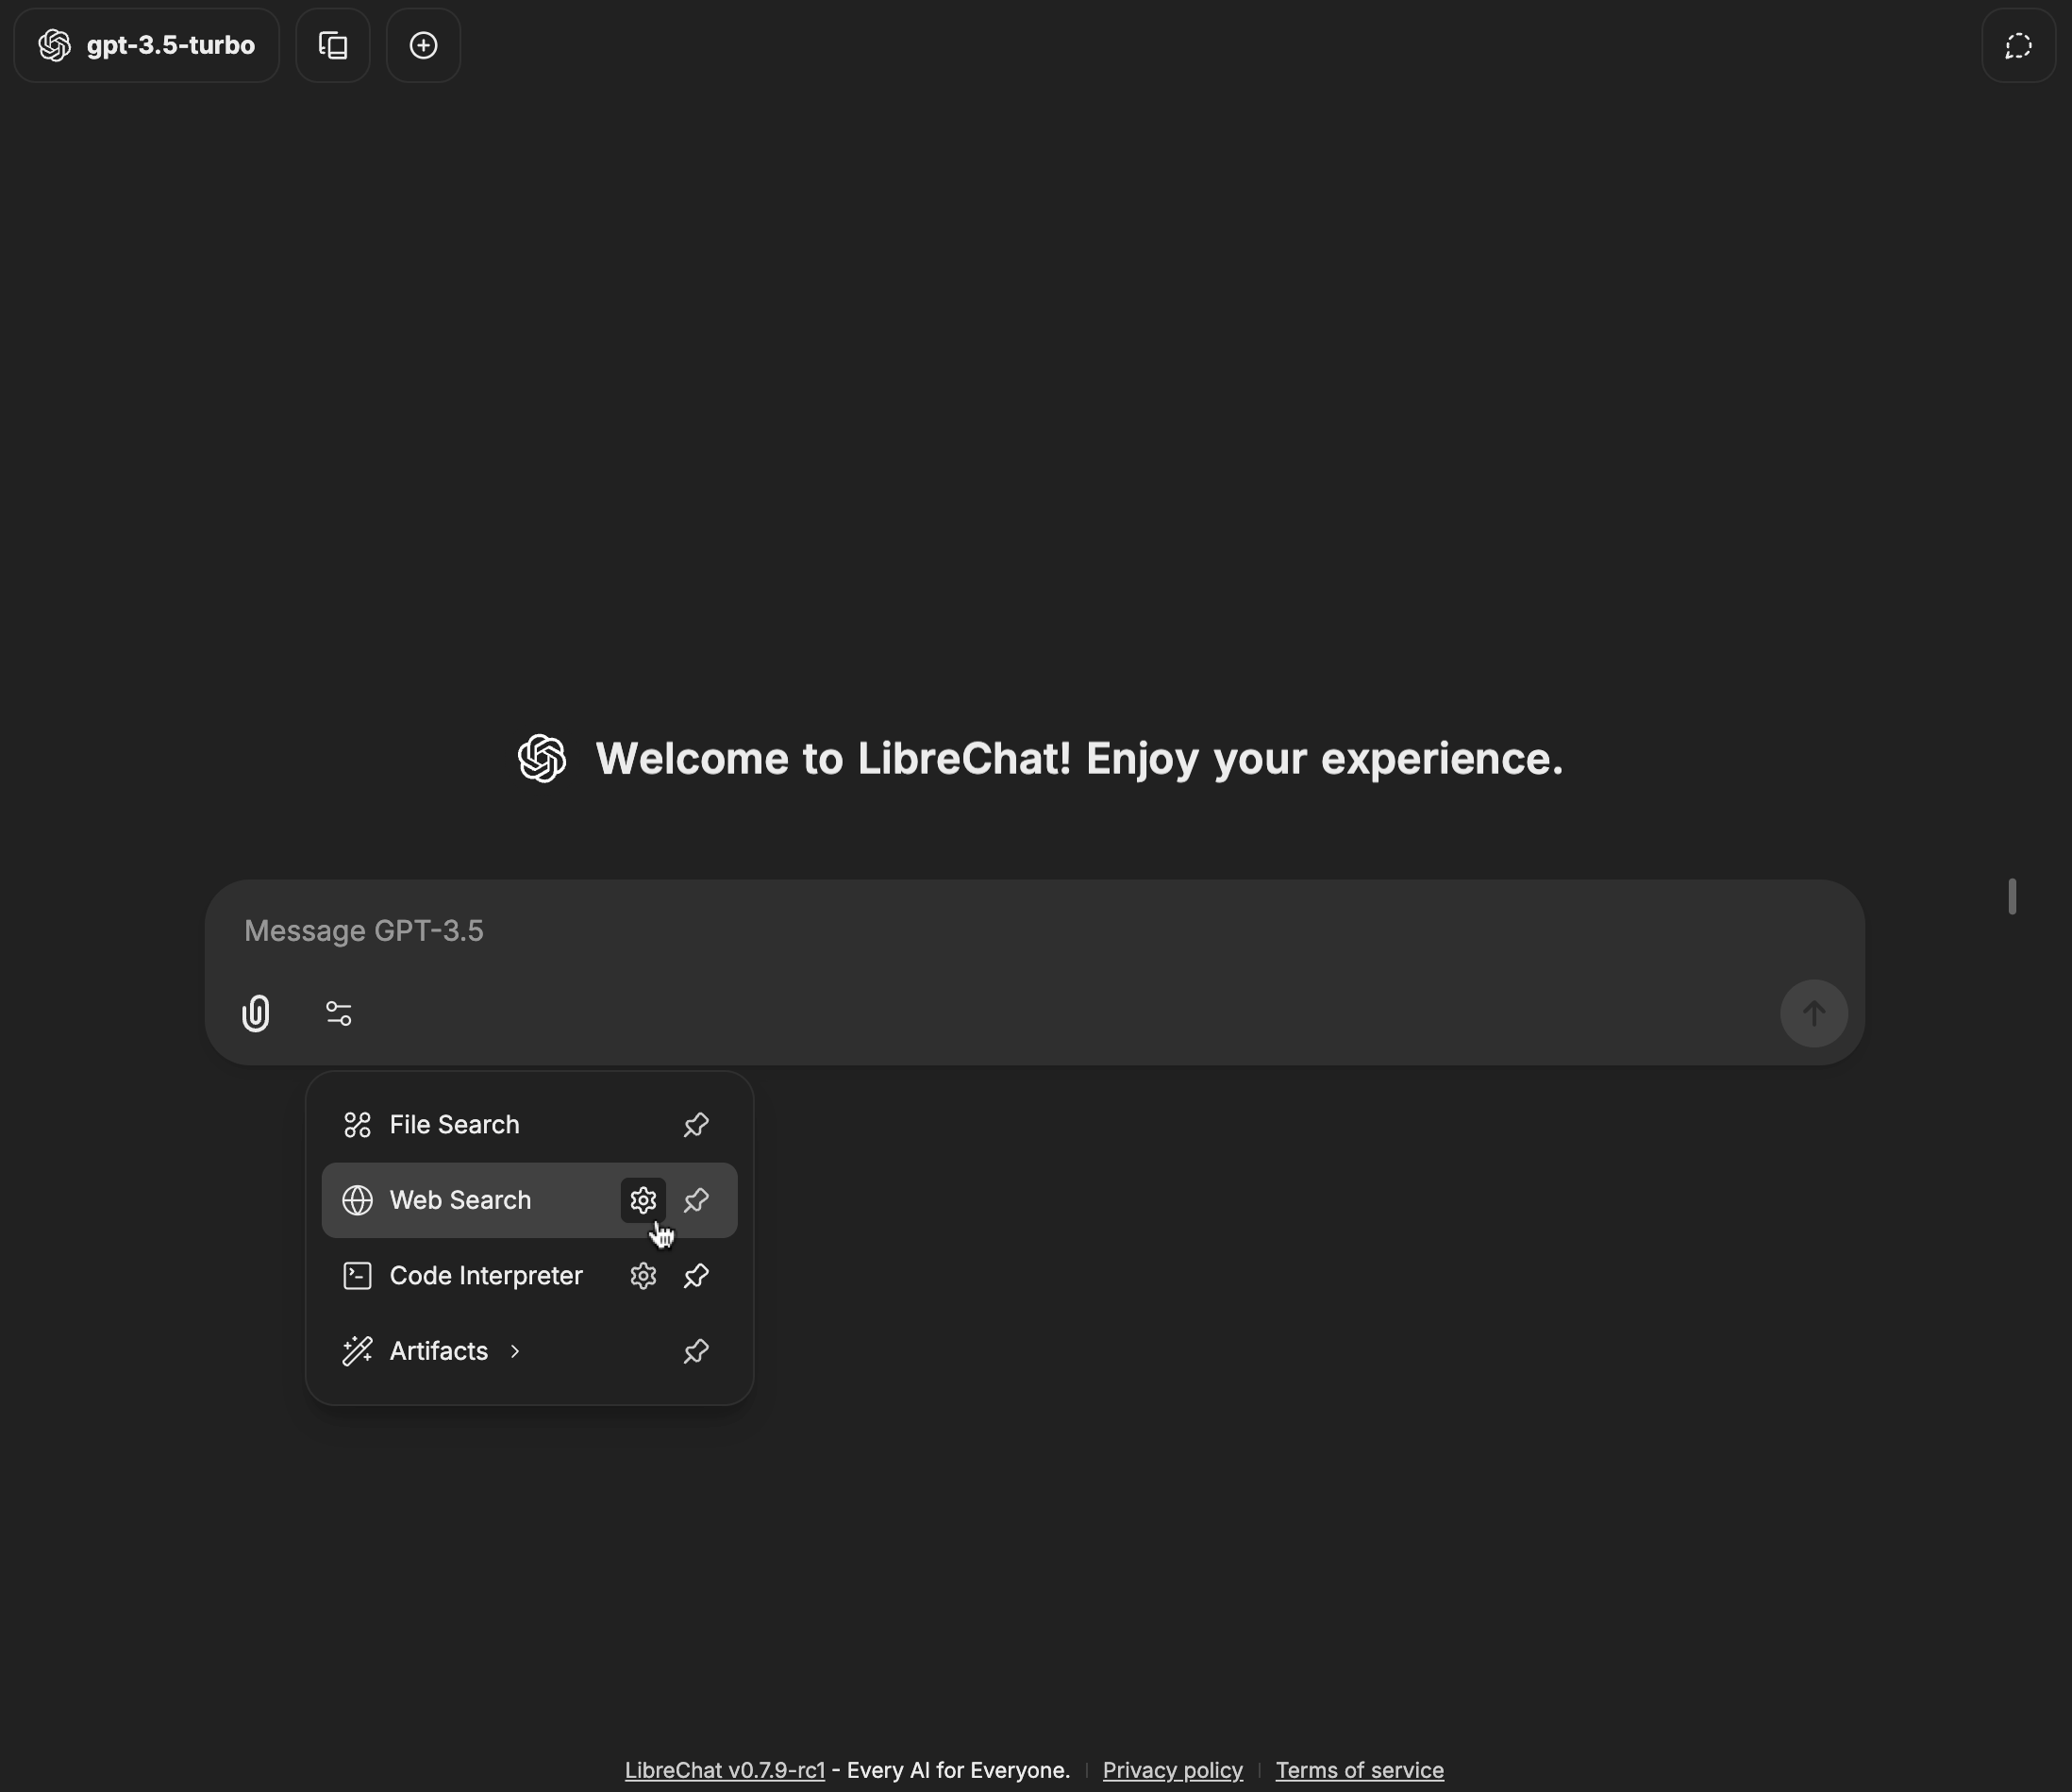 gpt-3.5-turbo
Welcome to LibreChat! Enjoy your experience.
Message GPT-3.5
File Search
Web Search
Code Interpreter
Artifacts
LibreChat v0.7.9-rc1 - Every AI for Everyone. Privacy policy Terms of service